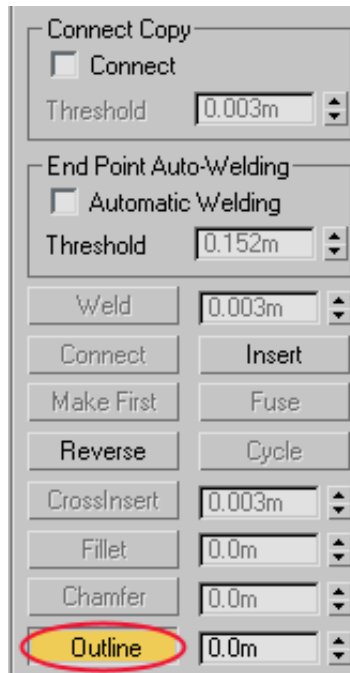 Connect Copy
Connect
Threshold 0.003m
End Point Auto-Welding
Automatic Welding
Threshold 0.152m
Weld 0.003m
Connect Insert
Make First Fuse
Reverse Cycle
CrossInsert 0.003m
Fillet 0.0m
Chamfer 0.0m
Outline 0.0m